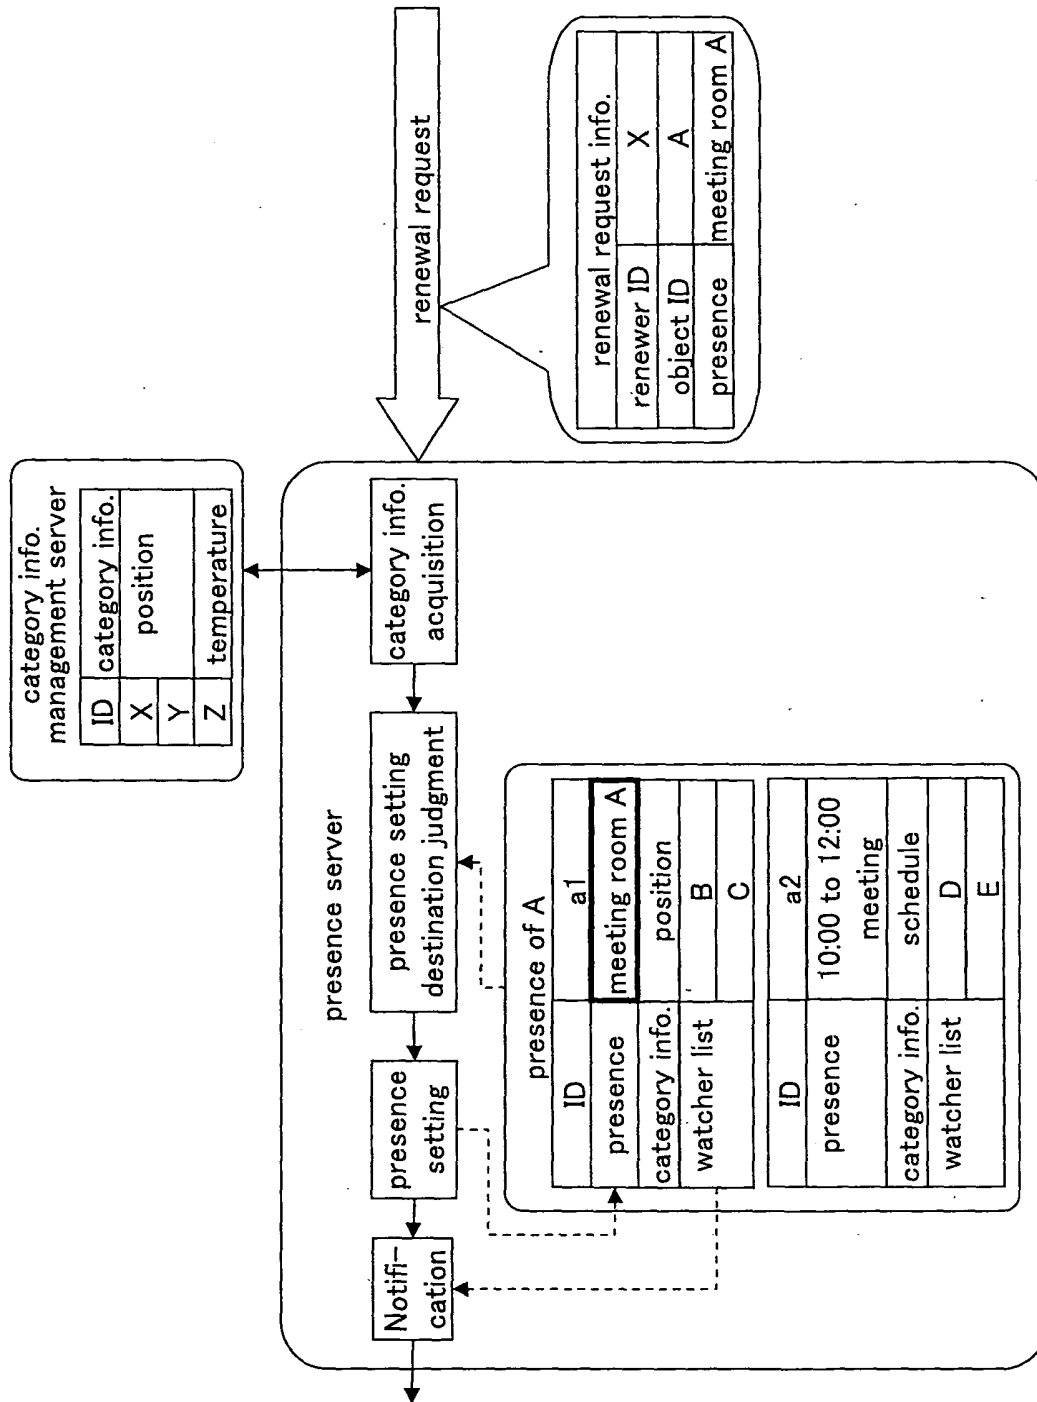 category info.
management server
ID category info.
X position
Y
Z temperature
renewal request
renewal request info.
renewer ID X
object ID A
presence meeting room A
presence server
category info.
acquisition
presence setting
destination judgment
presence
setting
Notifi-
cation
presence of A
ID a1
presence meeting room A
category info. position
watcher list B
C
ID a2
presence 10:00 to 12:00
meeting
category info. schedule
watcher list D
E